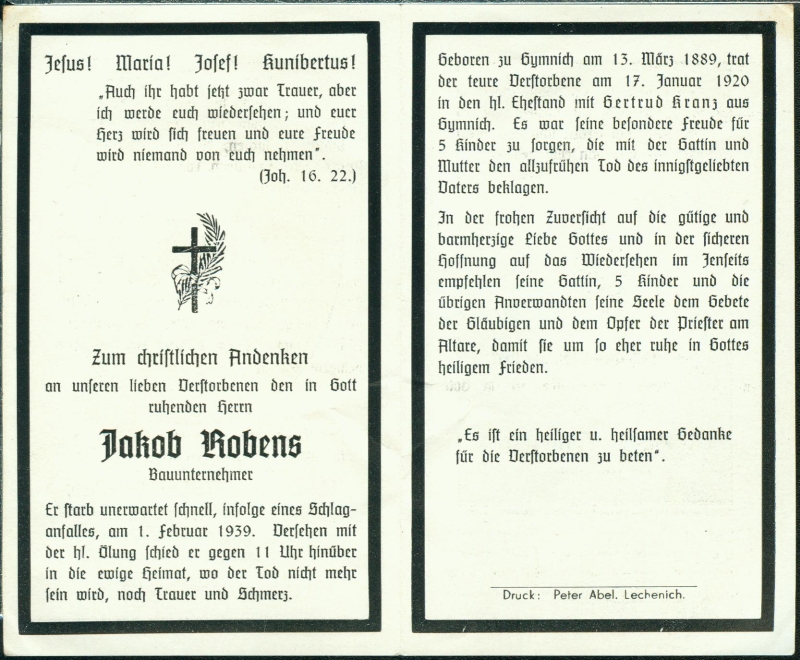 Jesus! Maria! Josef! Kunibertus!
„Auch ihr habt jetzt zwar Trauer, aber
ich werde euch wiedersehen; und euer
Herz wird sich freuen und eure Freude
wird niemand von euch nehmen“.
(Joh. 16. 22.)
Zum christlichen Andenken
an unseren lieben Verstorbenen den in Gott
ruhenden Herrn
Jakob Robens
Bauunternehmer
Er starb unerwartet schnell, infolge eines Schlag-
anfalles, am 1. Februar 1939. Versehen mit
der hl. Ölung schied er gegen 11 Uhr hinüber
in die ewige Heimat, wo der Tod nicht mehr
sein wird, noch Trauer und Schmerz.
Geboren zu Gymnich am 13. März 1889, trat
der teure Verstorbene am 17. Januar 1920
in den hl. Ehestand mit Gertrud Kranz aus
Gymnich. Es war seine besondere Freude für
5 Kinder zu sorgen, die mit der Gattin und
Mutter den allzufrühen Tod des innigstgeliebten
Vaters beklagen.
In der frohen Zuversicht auf die gütige und
barmherzige Liebe Gottes und in der sicheren
Hoffnung auf das Wiedersehen im Jenseits
empfehlen seine Gattin, 5 Kinder und die
übrigen Anverwandten seine Seele dem Gebete
der Gläubigen und dem Opfer der Priester am
Altare, damit sie um so eher ruhe in Gottes
heiligem Frieden.
„Es ist ein heiliger u. heilsamer Gedanke
für die Verstorbenen zu beten“.
Druck: Peter Abel. Lechenich.